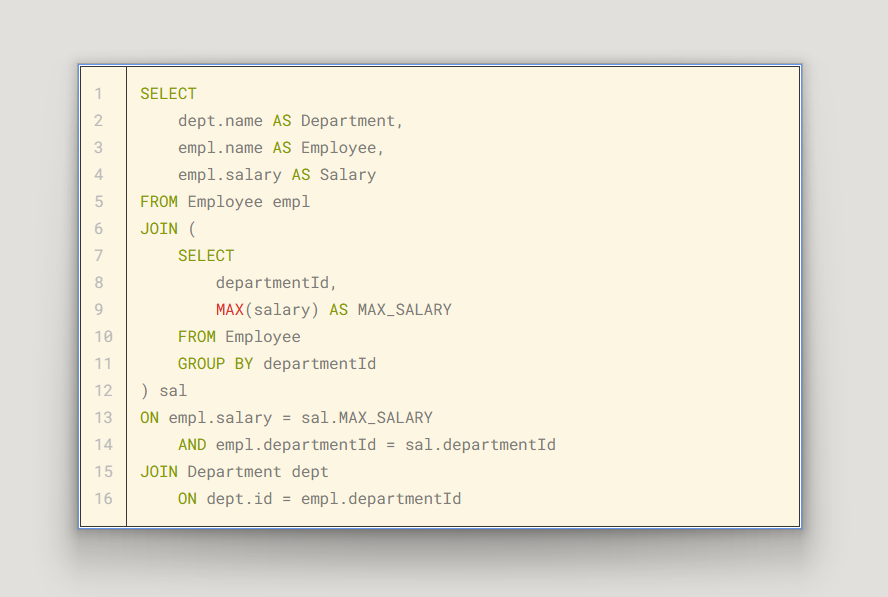 1 SELECT
2     dept.name AS Department,
3     empl.name AS Employee,
4     empl.salary AS Salary
5 FROM Employee empl
6 JOIN (
7     SELECT
8         departmentId,
9         MAX(salary) AS MAX_SALARY
10     FROM Employee
11     GROUP BY departmentId
12 ) sal
13 ON empl.salary = sal.MAX_SALARY
14     AND empl.departmentId = sal.departmentId
15 JOIN Department dept
16     ON dept.id = empl.departmentId